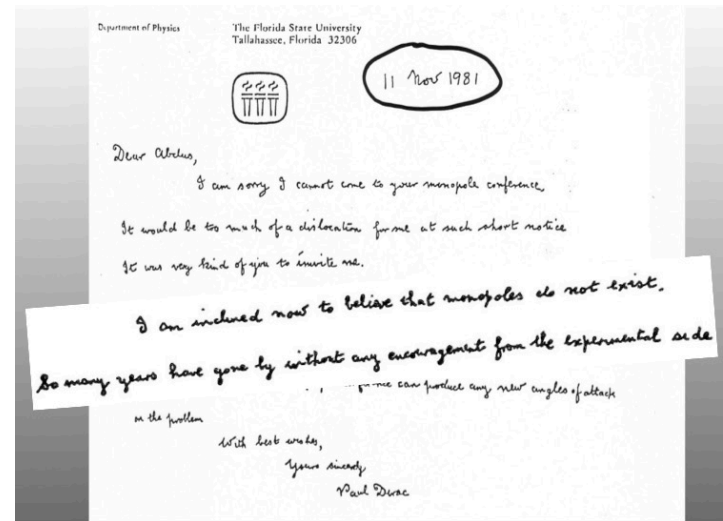 Department of Physics
The Florida State University
Tallahassee, Florida 32306
11 Nov 1981
Dear Abdus,
I am sorry I cannot come to your monopole conference.
It would be too much of a dislocation for me at such short notice
It was very kind of you to invite me.
I am inclined now to believe that monopoles do not exist.
So many years have gone by without any encouragement from the experimental side
can produce any new angles of attack
on the problem
With best wishes,
Yours sincerely
Paul Dirac